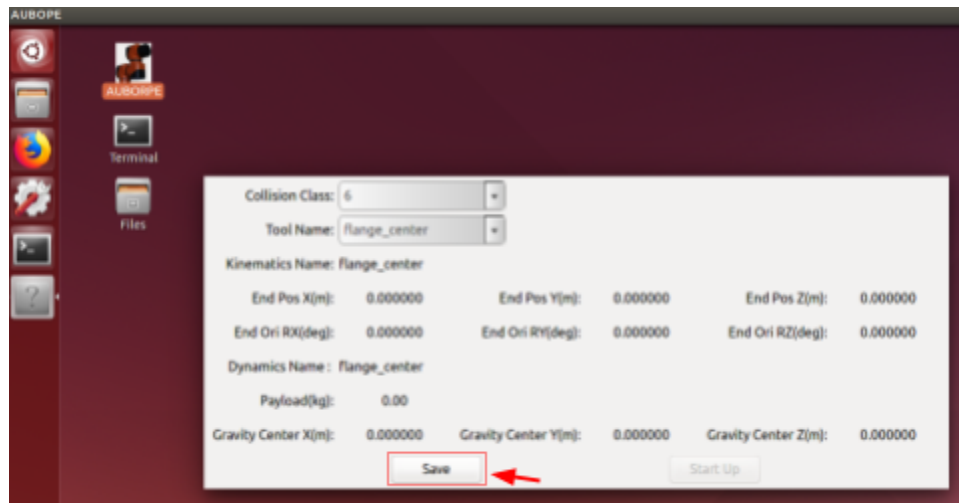 AUBOPE
AUBORPE
Terminal
Files
Collision Class: 6
Tool Name: flange_center
Kinematics Name: flange_center
End Pos X(m): 0.000000 End Pos Y(m): 0.000000 End Pos Z(m): 0.000000
End Ori RX(deg): 0.000000 End Ori RY(deg): 0.000000 End Ori RZ(deg): 0.000000
Dynamics Name : flange_center
Payload(kg): 0.00
Gravity Center X(m): 0.000000 Gravity Center Y(m): 0.000000 Gravity Center Z(m): 0.000000
Save Start Up